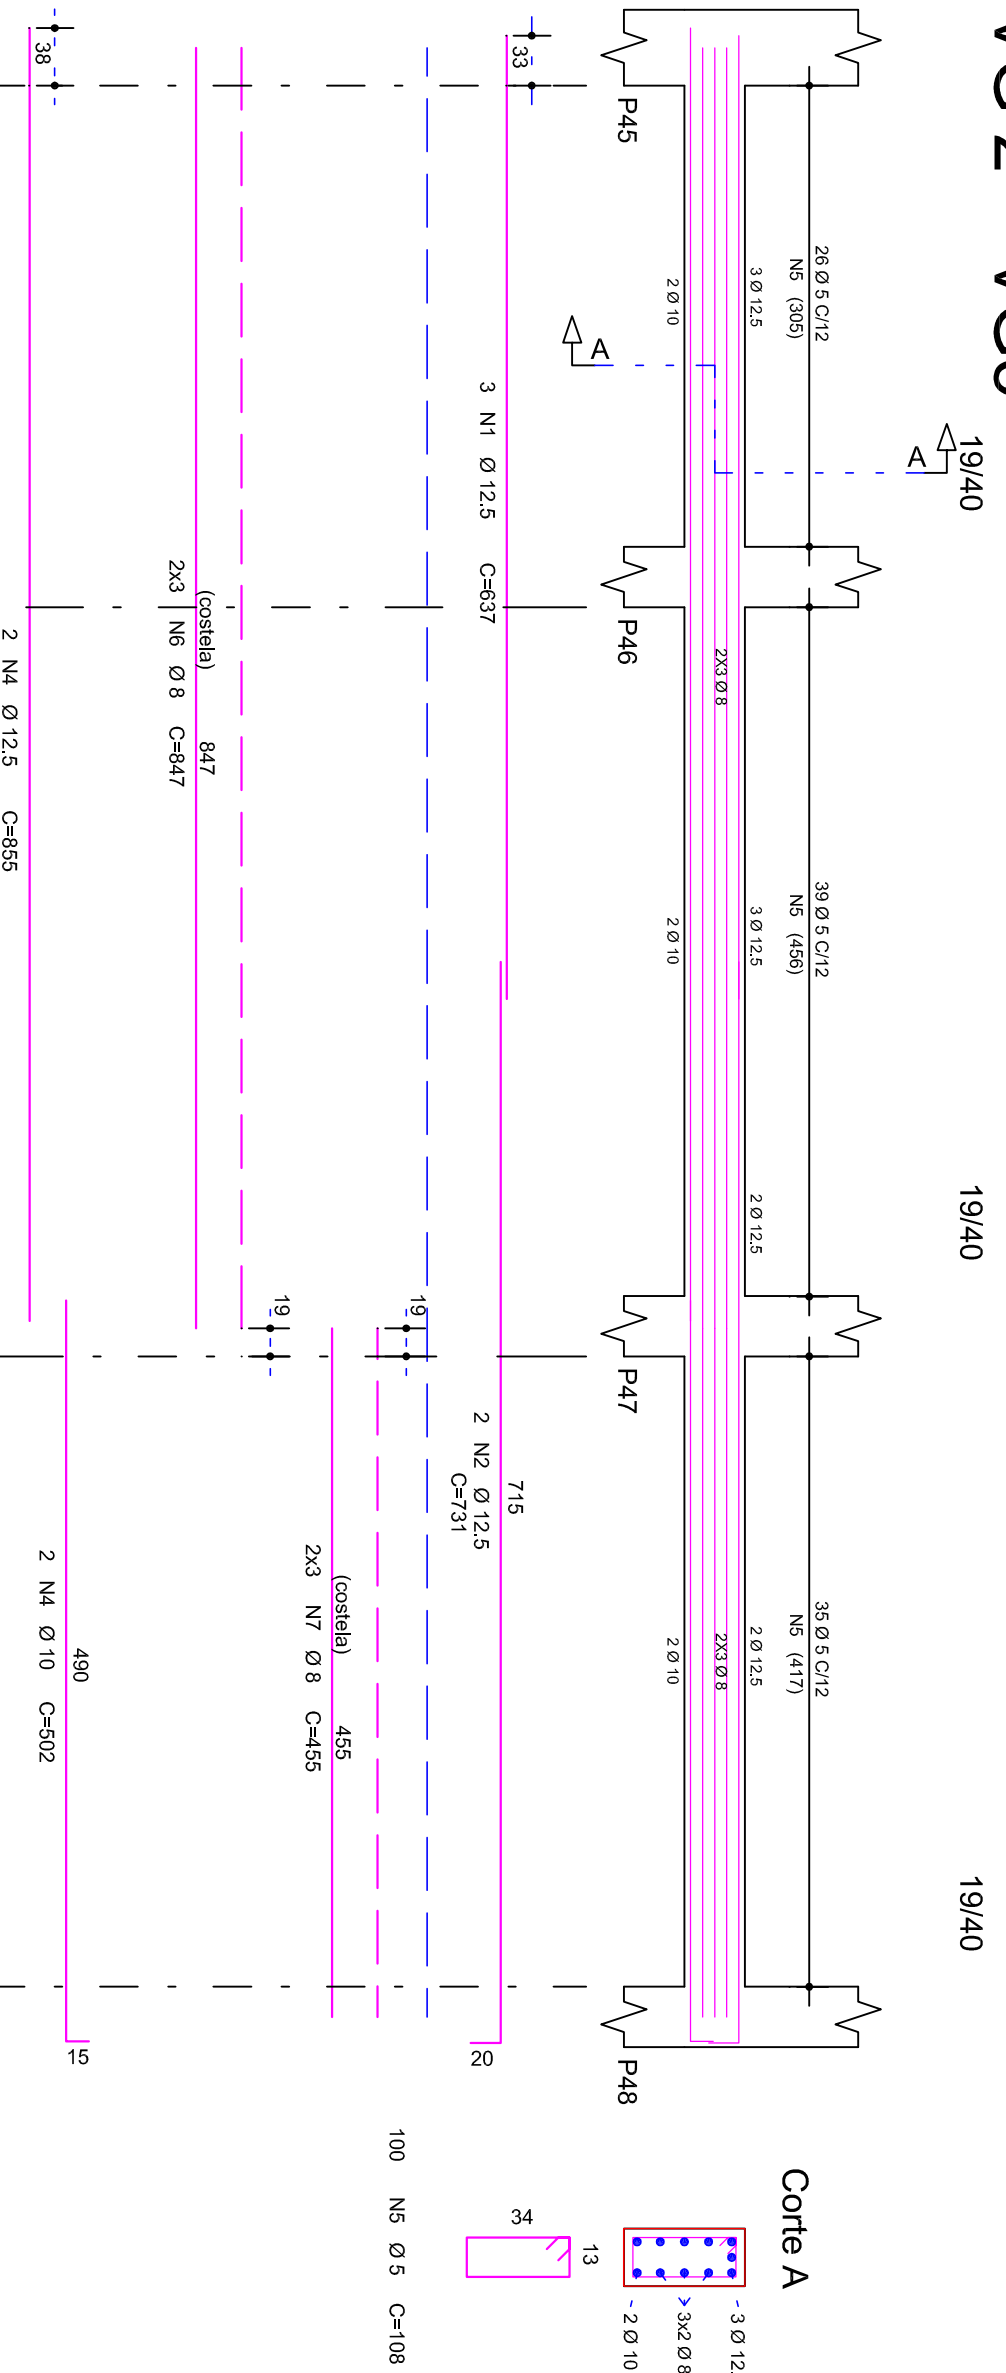 19/40
19/40
19/40
26 Ø 5 C/12
N5 (305)
39 Ø 5 C/12
N5 (456)
35 Ø 5 C/12
N5 (417)
A
A
3 Ø 12.5
3 Ø 12.5
2 Ø 12.5
2 Ø 12.5
2X3 Ø 8
2X3 Ø 8
2 Ø 10
2 Ø 10
2 Ø 10
P45
P46
P47
P48
33
3 N1 Ø 12.5 C=637
715
2 N2 Ø 12.5
C=731
20
19
455
(costela)
2x3 N7 Ø 8 C=455
19
847
(costela)
2x3 N6 Ø 8 C=847
490
2 N4 Ø 10 C=502
15
38
2 N4 Ø 12.5 C=855
Corte A
3 Ø 12.
3x2 Ø 8
2 Ø 10
13
34
100 N5 Ø 5 C=108